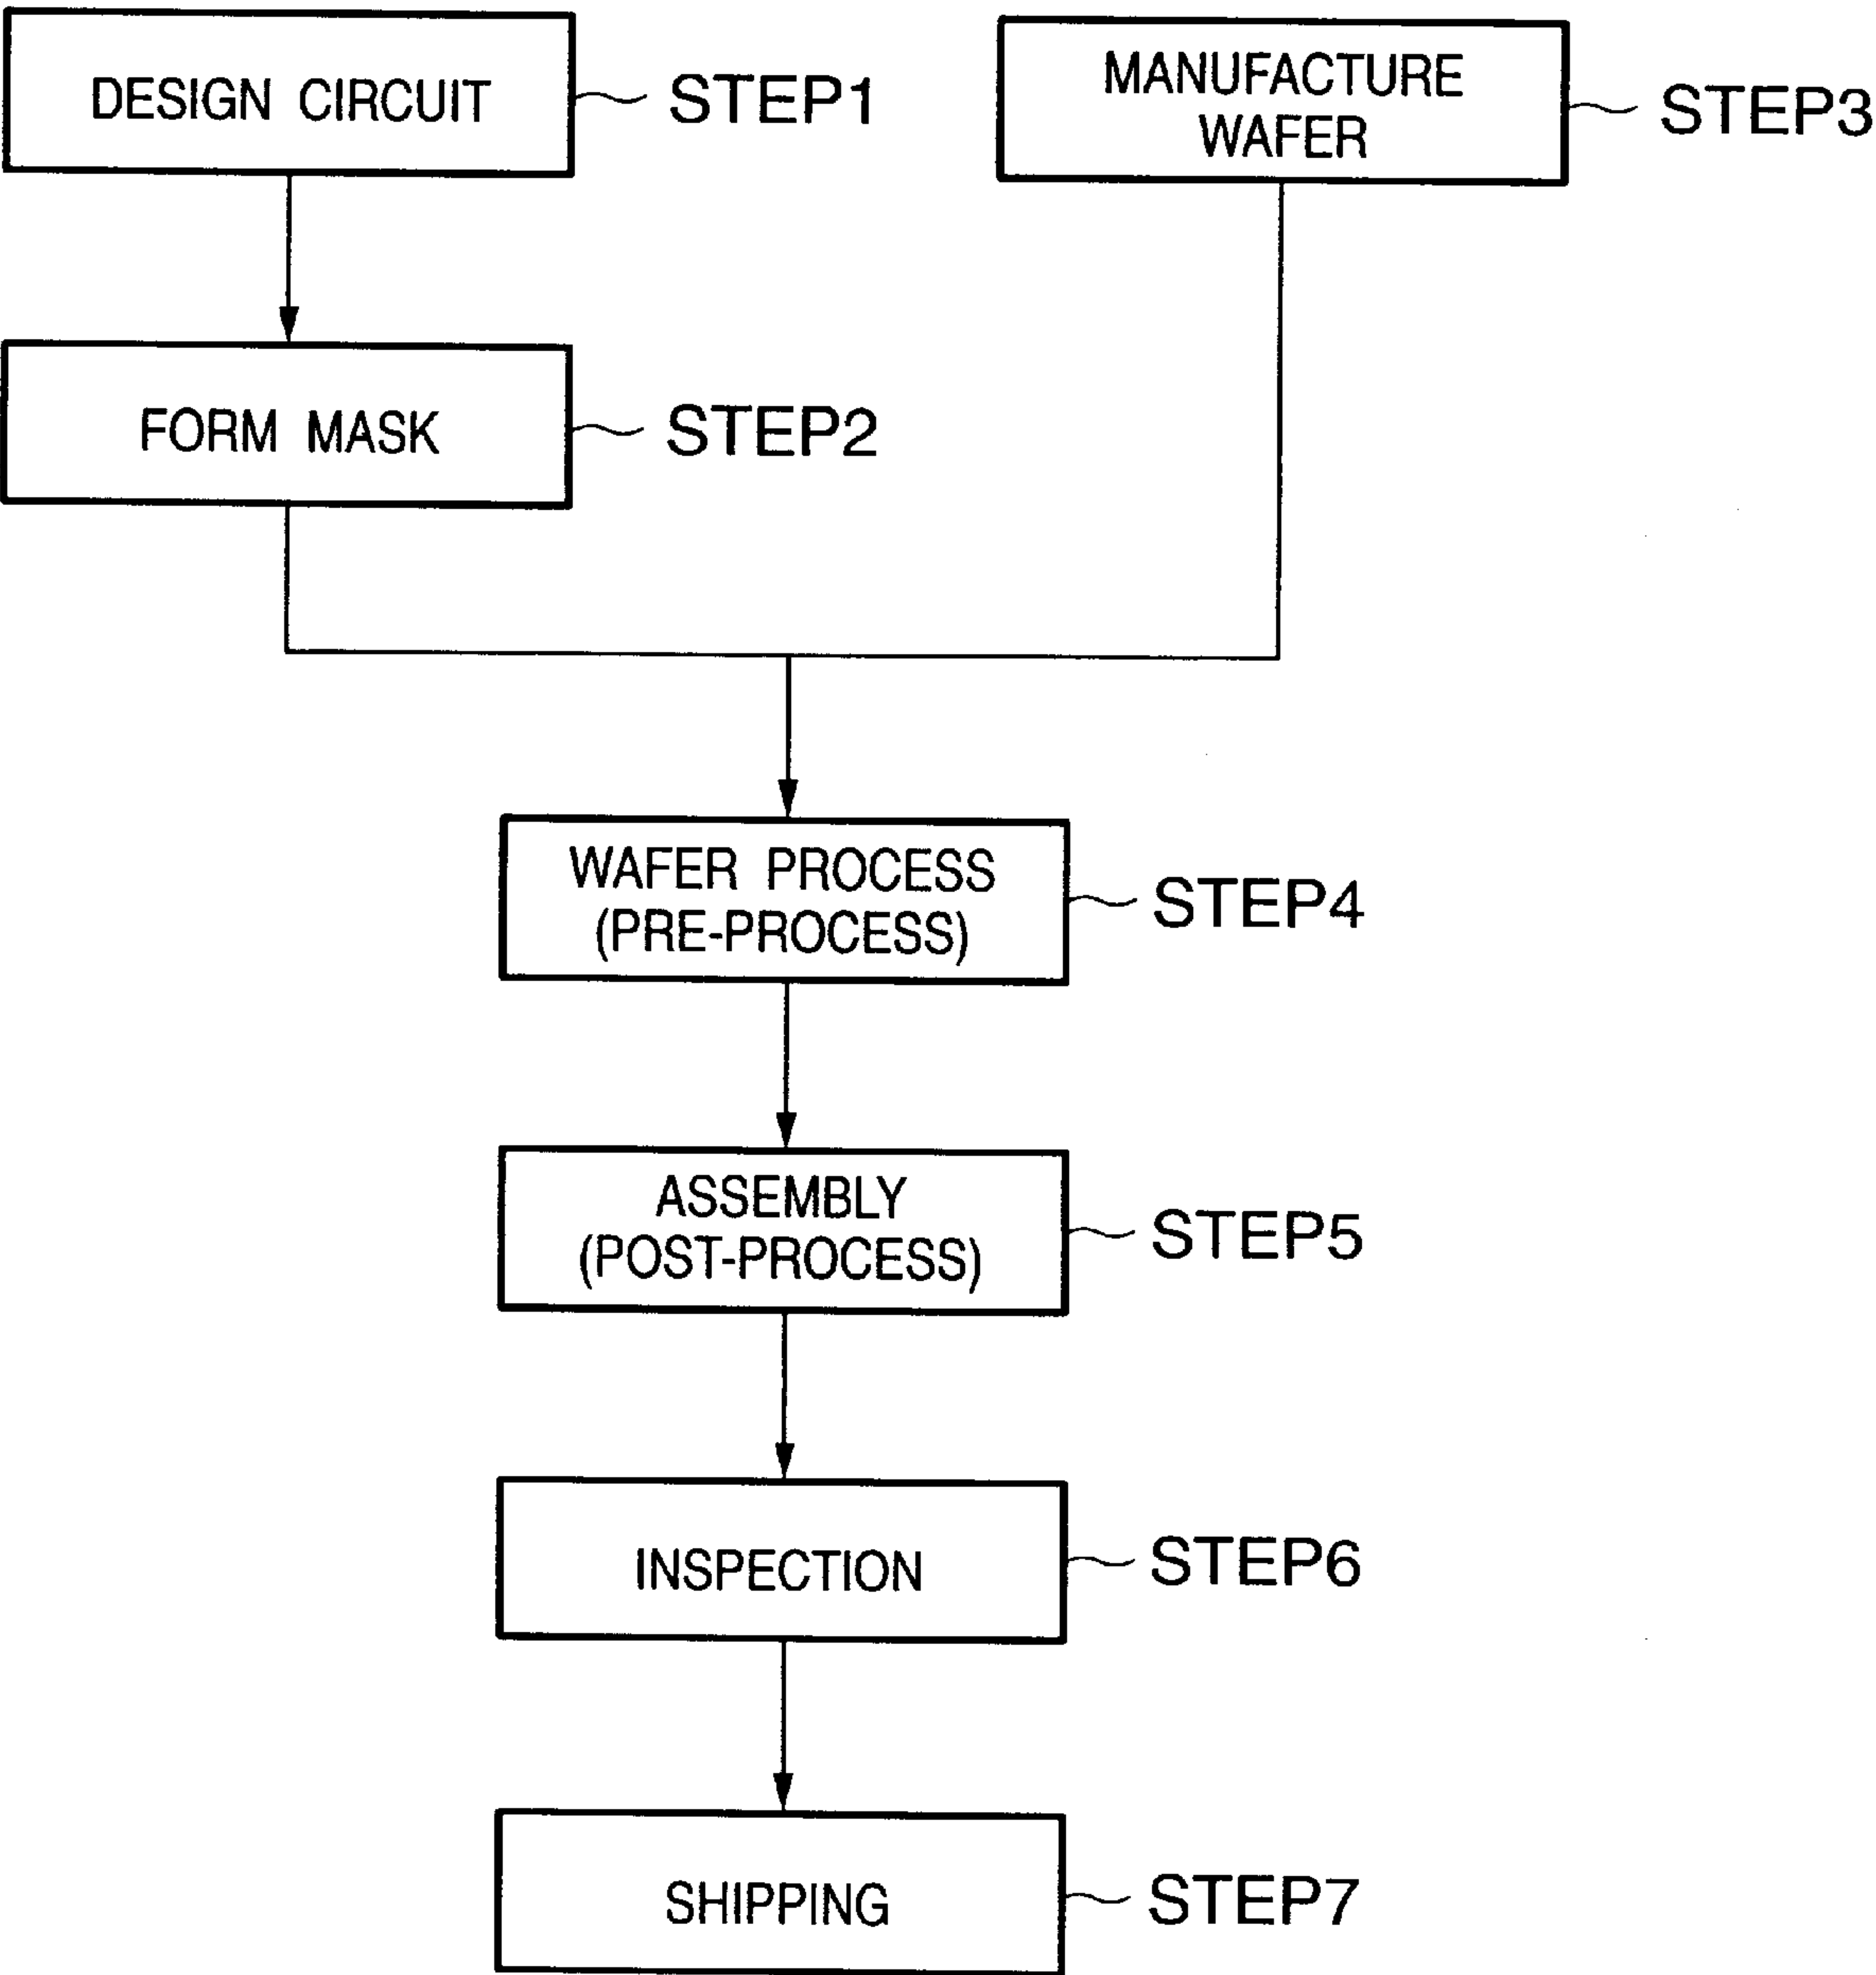 DESIGN CIRCUIT
STEP1
MANUFACTURE
WAFER
STEP3
FORM MASK
STEP2
WAFER PROCESS
(PRE-PROCESS)
STEP4
ASSEMBLY
(POST-PROCESS)
STEP5
INSPECTION
STEP6
SHIPPING
STEP7